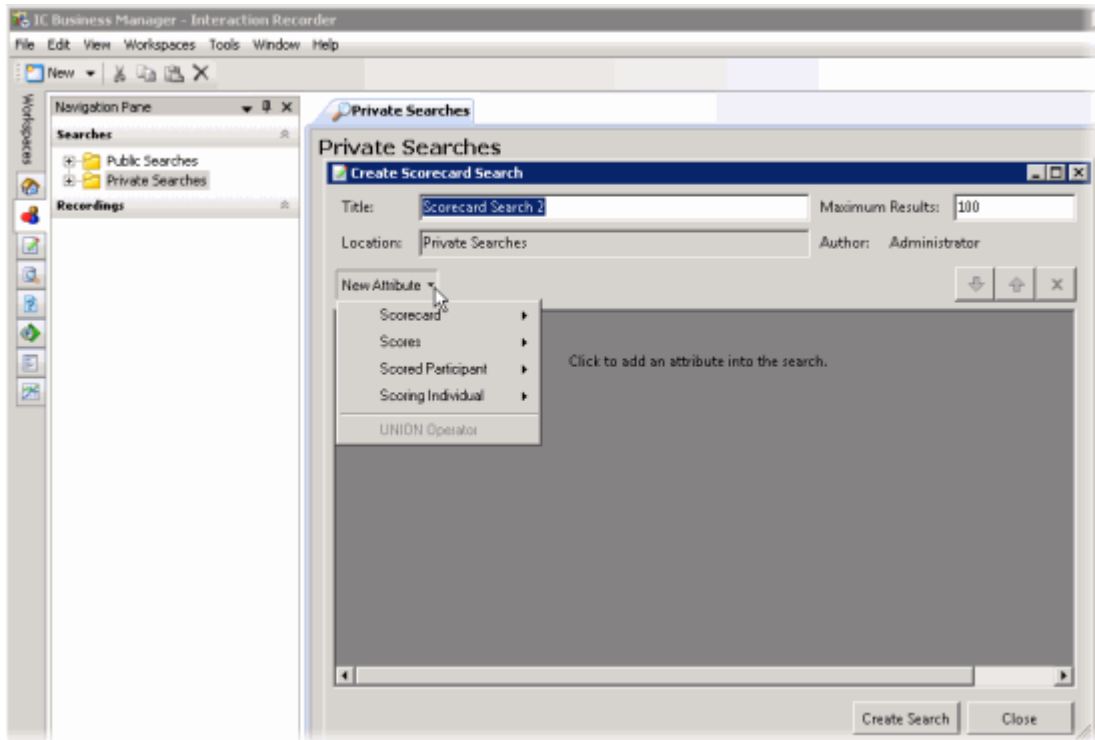 IC Business Manager - Interaction Recorder
File Edit View Workspaces Tools Window Help
New
Workspaces
Navigation Pane
Searches
Public Searches
Private Searches
Recordings
Private Searches
Private Searches
Create Scorecard Search
Title: Scorecard Search 2 Maximum Results: 100
Location: Private Searches Author: Administrator
New Attribute
Scorecard
Scores
Scored Participant
Scoring Individual
UNION Operator
Click to add an attribute into the search.
Create Search Close